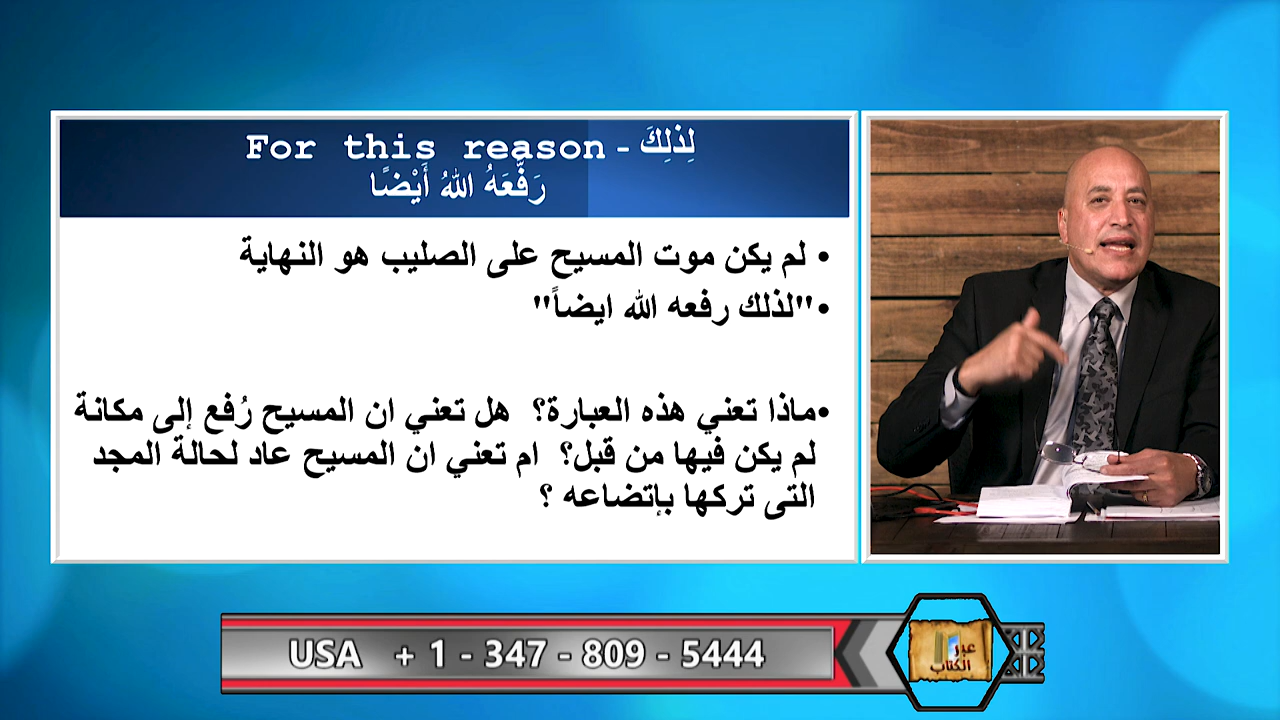 For this reason - لِذلِكَ
رَفَّعَهُ اللهُ أَيْضًا
• لم يكن موت المسيح على الصليب هو النهاية
•"لذلك رفعه الله ايضاً"
•ماذا تعني هذه العبارة؟ هل تعني ان المسيح رُفع إلى مكانة
لم يكن فيها من قبل؟ ام تعني ان المسيح عاد لحالة المجد
التى تركها بإتضاعه ؟
USA + 1 - 347 - 809 - 5444
عبر
الكتاب